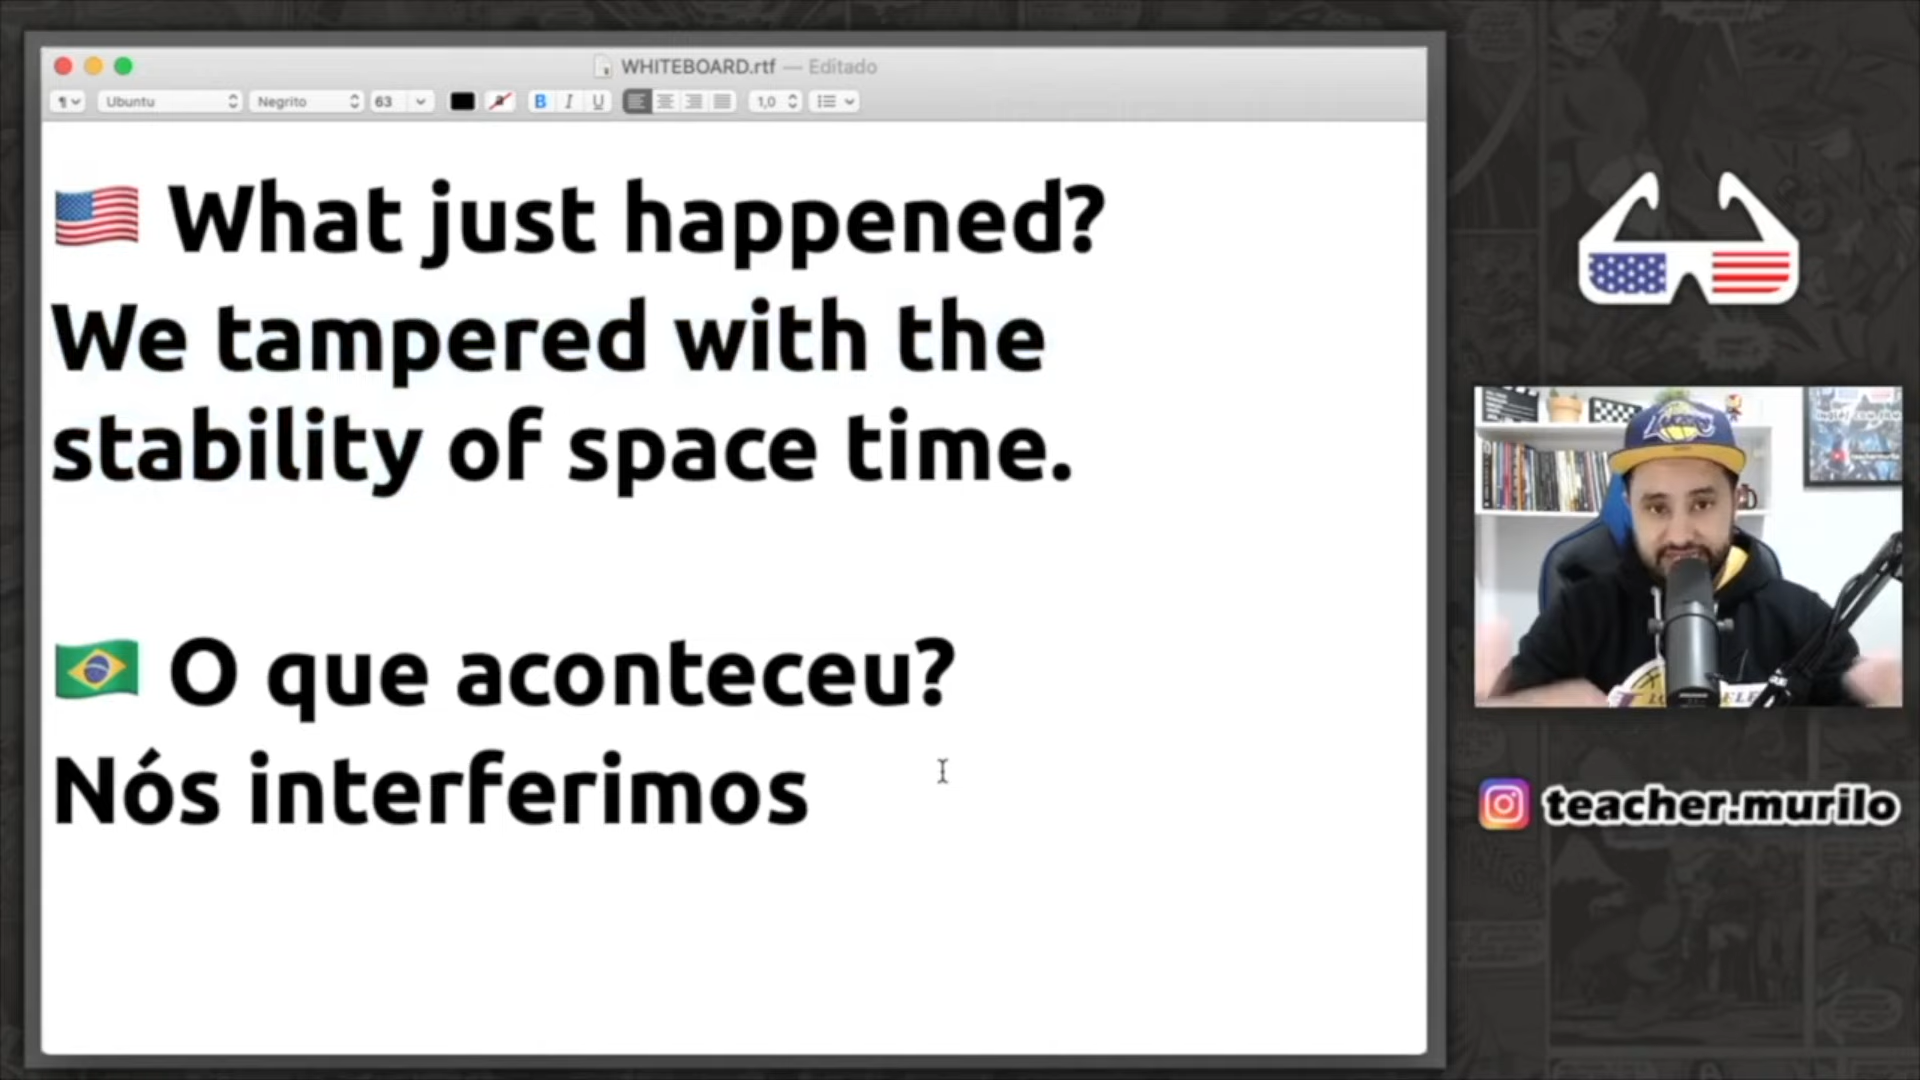 WHITEBOARD.rtf — Editado
Ubuntu Negrito 63 B I U 1,0
🇺🇸 What just happened?
We tampered with the
stability of space time.
🇧🇷 O que aconteceu?
Nós interferimos
teacher.murilo